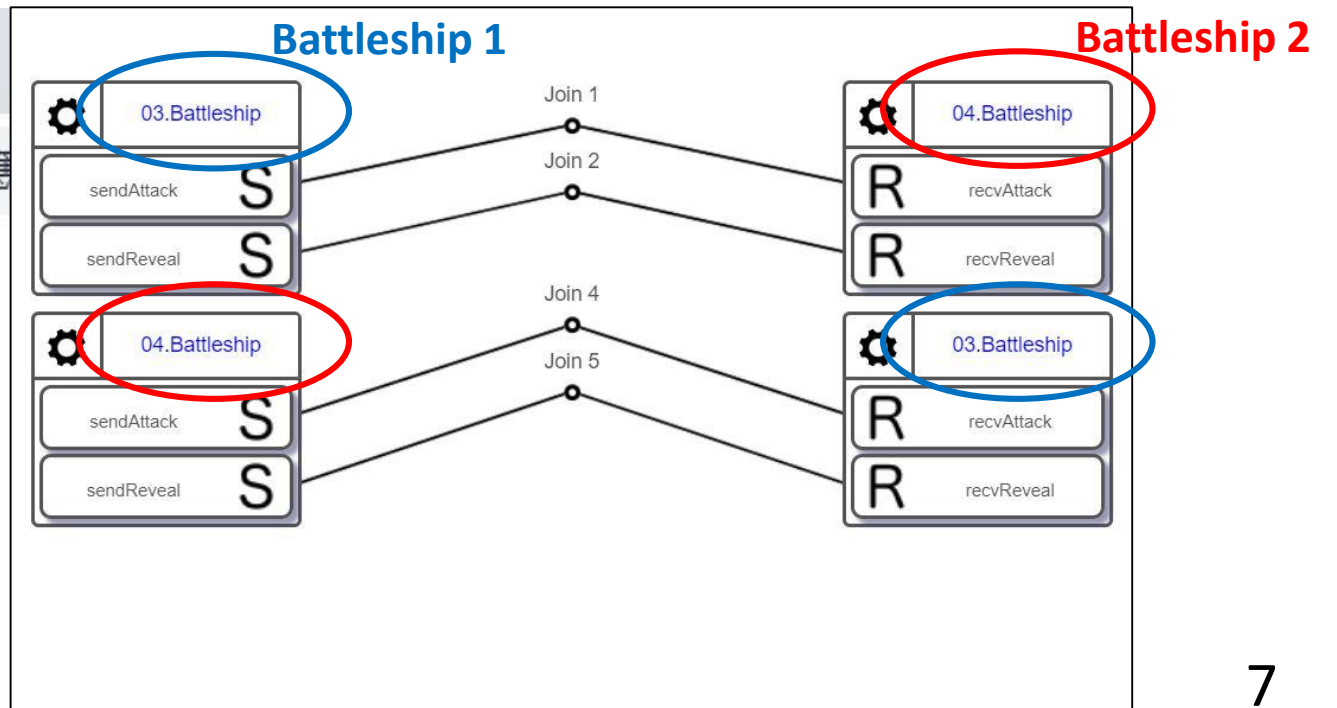 Battleship 1
Battleship 2
03.Battleship
Join 1
04.Battleship
sendAttack S
Join 2
R recvAttack
sendReveal S
R recvReveal
04.Battleship
Join 4
03.Battleship
sendAttack S
Join 5
R recvAttack
sendReveal S
R recvReveal
7